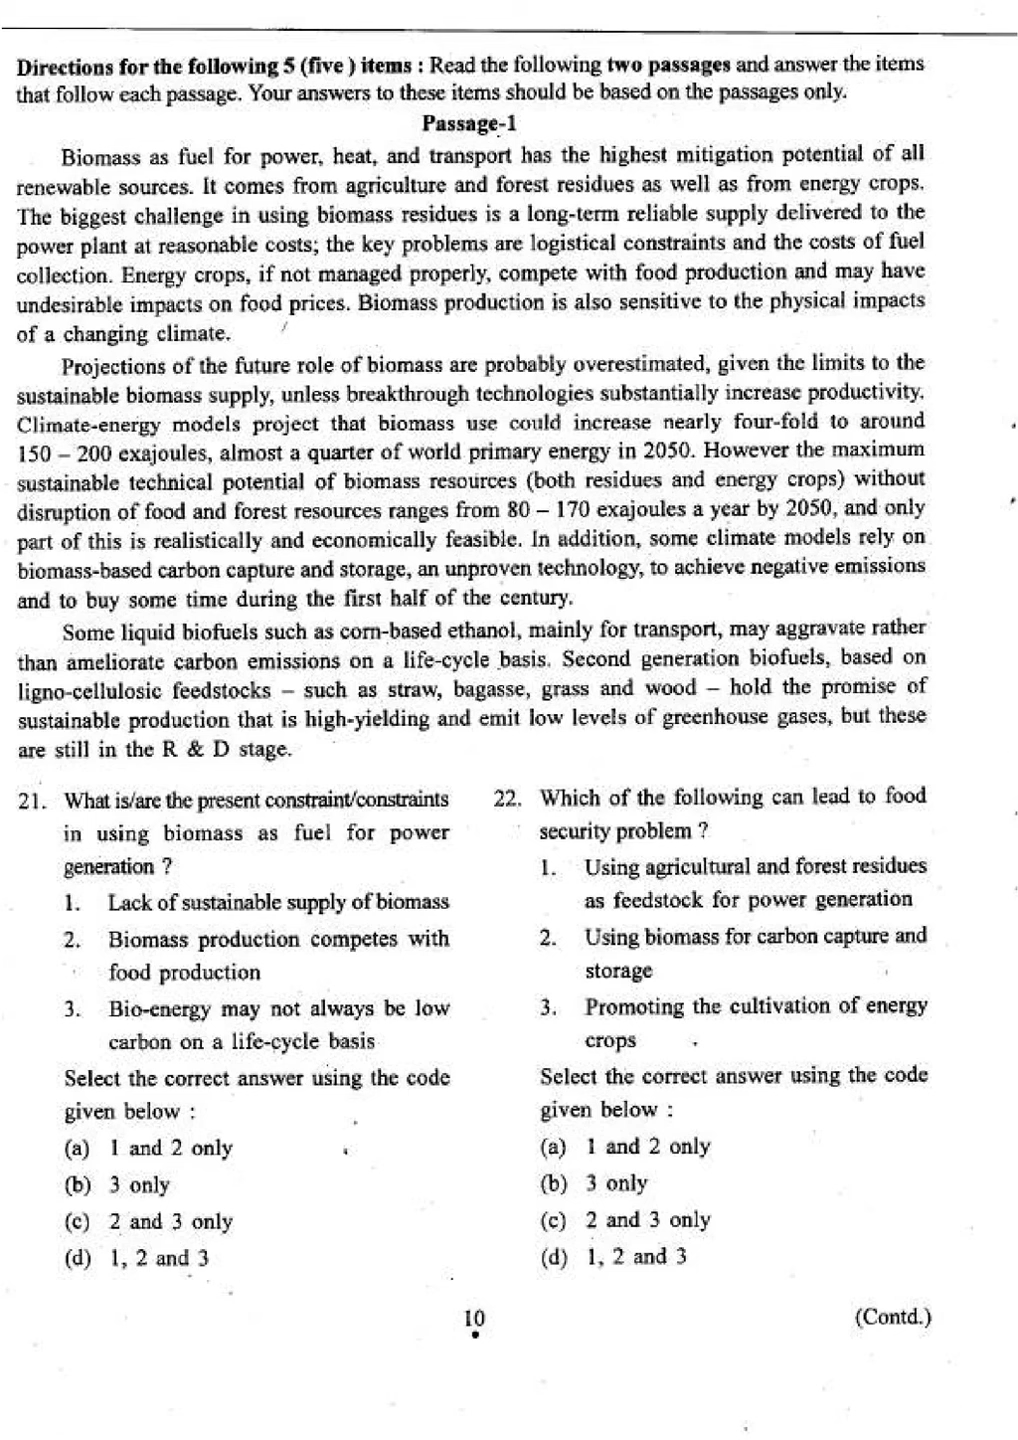 Directions for the following 5 (five ) items : Read the following two passages and answer the items
that follow each passage. Your answers to these items should be based on the passages only.
Passage-1
Biomass as fuel for power, heat, and transport has the highest mitigation potential of all
renewable sources. It comes from agriculture and forest residues as well as from energy crops.
The biggest challenge in using biomass residues is a long-term reliable supply delivered to the
power plant at reasonable costs; the key problems are logistical constraints and the costs of fuel
collection. Energy crops, if not managed properly, compete with food production and may have
undesirable impacts on food prices. Biomass production is also sensitive to the physical impacts
of a changing climate.
Projections of the future role of biomass are probably overestimated, given the limits to the
sustainable biomass supply, unless breakthrough technologies substantially increase productivity.
Climate-energy models project that biomass use could increase nearly four-fold to around
150 – 200 exajoules, almost a quarter of world primary energy in 2050. However the maximum
sustainable technical potential of biomass resources (both residues and energy crops) without
disruption of food and forest resources ranges from 80 – 170 exajoules a year by 2050, and only
part of this is realistically and economically feasible. In addition, some climate models rely on
biomass-based carbon capture and storage, an unproven technology, to achieve negative emissions
and to buy some time during the first half of the century.
Some liquid biofuels such as corn-based ethanol, mainly for transport, may aggravate rather
than ameliorate carbon emissions on a life-cycle basis. Second generation biofuels, based on
ligno-cellulosic feedstocks – such as straw, bagasse, grass and wood – hold the promise of
sustainable production that is high-yielding and emit low levels of greenhouse gases, but these
are still in the R & D stage.
21. What is/are the present constraint/constraints
in using biomass as fuel for power
generation ?
1. Lack of sustainable supply of biomass
2. Biomass production competes with
food production
3. Bio-energy may not always be low
carbon on a life-cycle basis
Select the correct answer using the code
given below :
(a) 1 and 2 only
(b) 3 only
(c) 2 and 3 only
(d) 1, 2 and 3
22. Which of the following can lead to food
security problem ?
1. Using agricultural and forest residues
as feedstock for power generation
2. Using biomass for carbon capture and
storage
3. Promoting the cultivation of energy
crops
Select the correct answer using the code
given below :
(a) 1 and 2 only
(b) 3 only
(c) 2 and 3 only
(d) 1, 2 and 3
10
(Contd.)